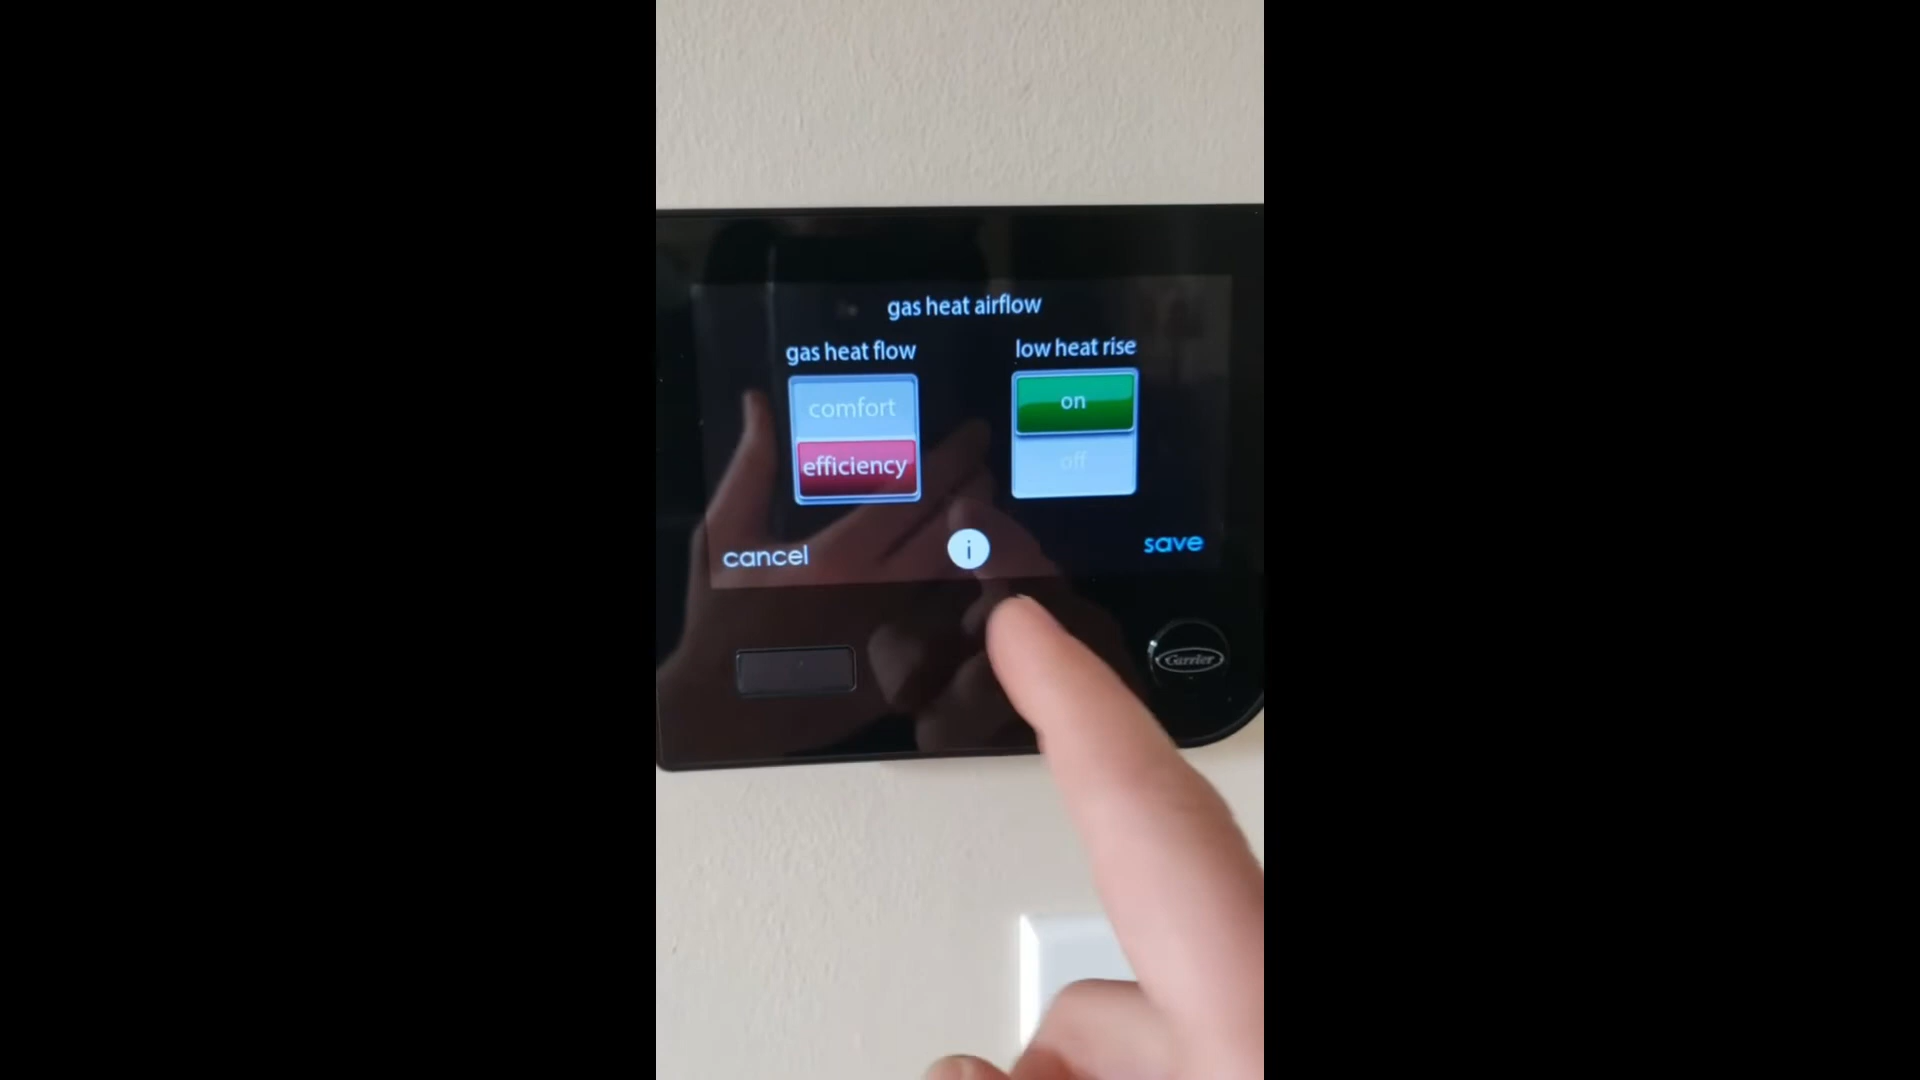 gas heat airflow
gas heat flow
low heat rise
comfort
on
efficiency
off
cancel
i
save
Carrier